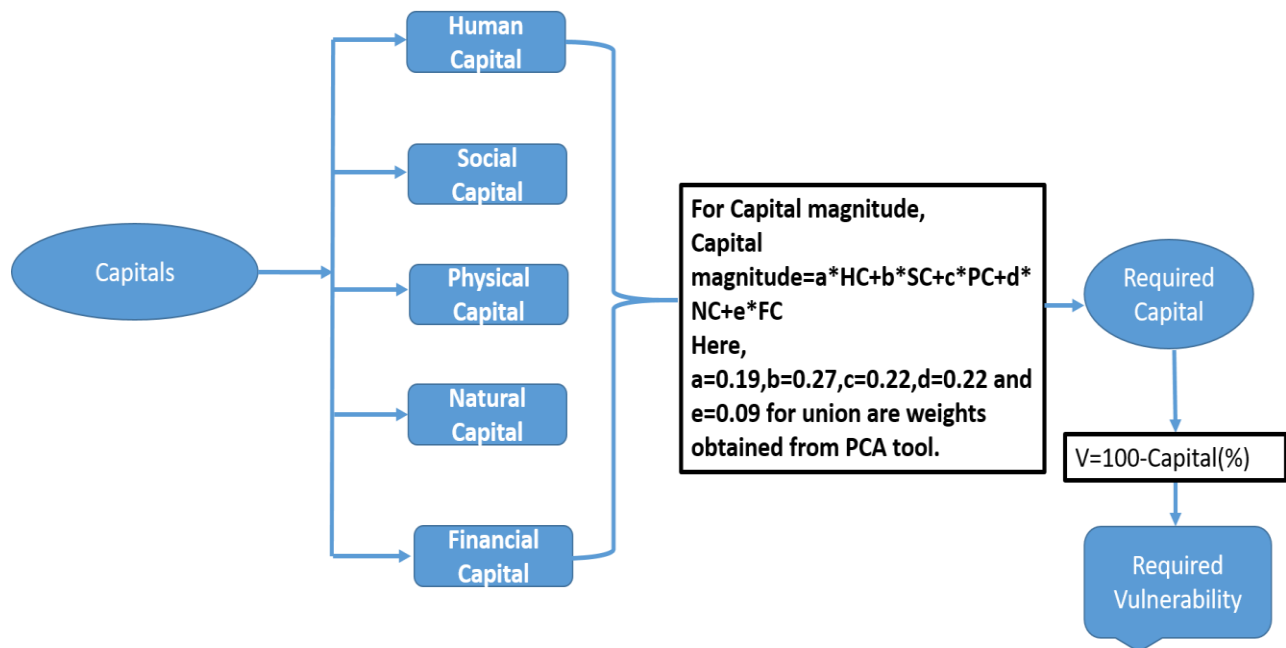 Human
Capital
Social
Capital
Capitals
Physical
Capital
Natural
Capital
Financial
Capital
For Capital magnitude,
Capital
magnitude=a*HC+b*SC+c*PC+d*
NC+e*FC
Here,
a=0.19,b=0.27,c=0.22,d=0.22 and
e=0.09 for union are weights
obtained from PCA tool.
Required
Capital
V=100-Capital(%)
Required
Vulnerability